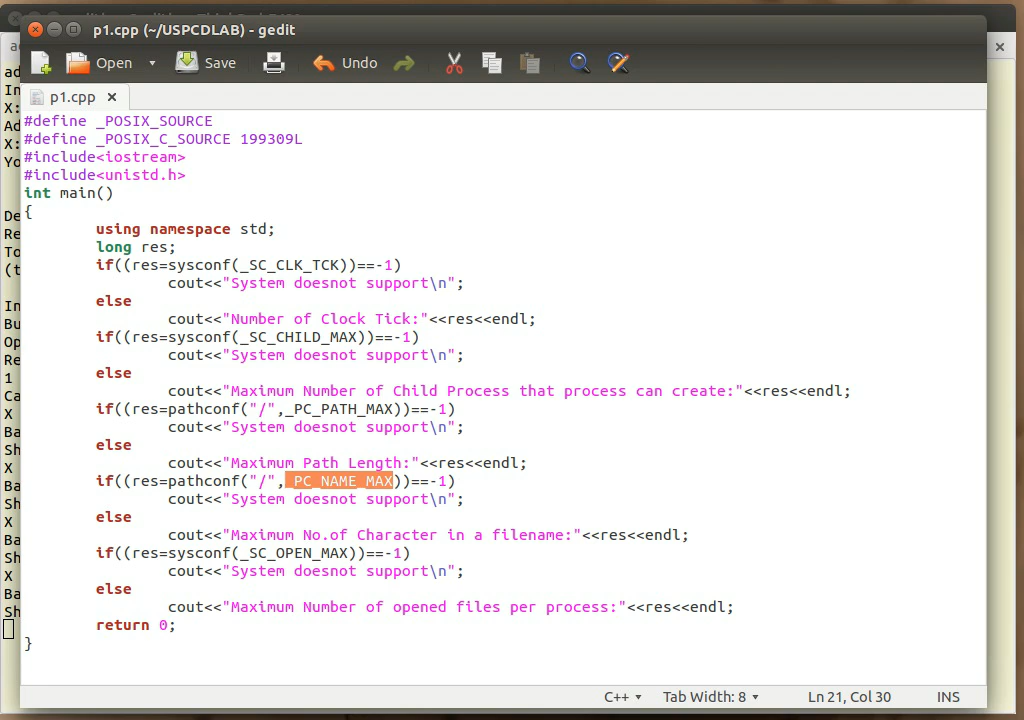 p1.cpp (~/USPCDLAB) - gedit
Open Save Undo
p1.cpp
#define _POSIX_SOURCE
#define _POSIX_C_SOURCE 199309L
#include<iostream>
#include<unistd.h>
int main()
{
using namespace std;
long res;
if((res=sysconf(_SC_CLK_TCK))==-1)
cout<<"System doesnot support\n";
else
cout<<"Number of Clock Tick:"<<res<<endl;
if((res=sysconf(_SC_CHILD_MAX))==-1)
cout<<"System doesnot support\n";
else
cout<<"Maximum Number of Child Process that process can create:"<<res<<endl;
if((res=pathconf("/",_PC_PATH_MAX))==-1)
cout<<"System doesnot support\n";
else
cout<<"Maximum Path Length:"<<res<<endl;
if((res=pathconf("/",_PC_NAME_MAX))==-1)
cout<<"System doesnot support\n";
else
cout<<"Maximum No.of Character in a filename:"<<res<<endl;
if((res=sysconf(_SC_OPEN_MAX))==-1)
cout<<"System doesnot support\n";
else
cout<<"Maximum Number of opened files per process:"<<res<<endl;
return 0;
}
C++ Tab Width: 8 Ln 21, Col 30 INS